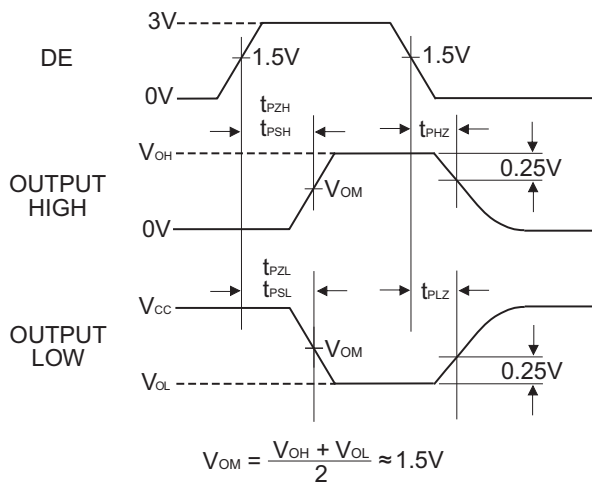 3V
DE
1.5V
1.5V
0V
tPZH
tPSH
tPHZ
VOH
0.25V
OUTPUT
HIGH
VOM
0V
tPZL
tPSL
tPLZ
VCC
OUTPUT
LOW
VOM
0.25V
VOL
VOM = VOH + VOL / 2 ≈ 1.5V